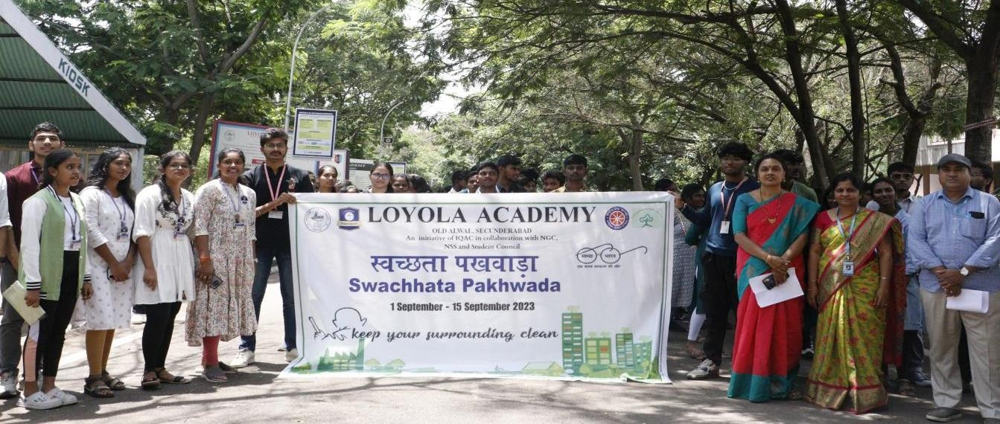 KIOSK
LOYOLA
ACADEMY
LOYOLA ACADEMY
OLD ALWAL, SECUNDERABAD
An initiative of IQAC in collaboration with NGC,
NSS and Student Council
स्वच्छता पखवाड़ा
स्वच्छ भारत
एक कदम स्वच्छता की ओर
Swachhata Pakhwada
1 September - 15 September 2023
keep your surrounding clean